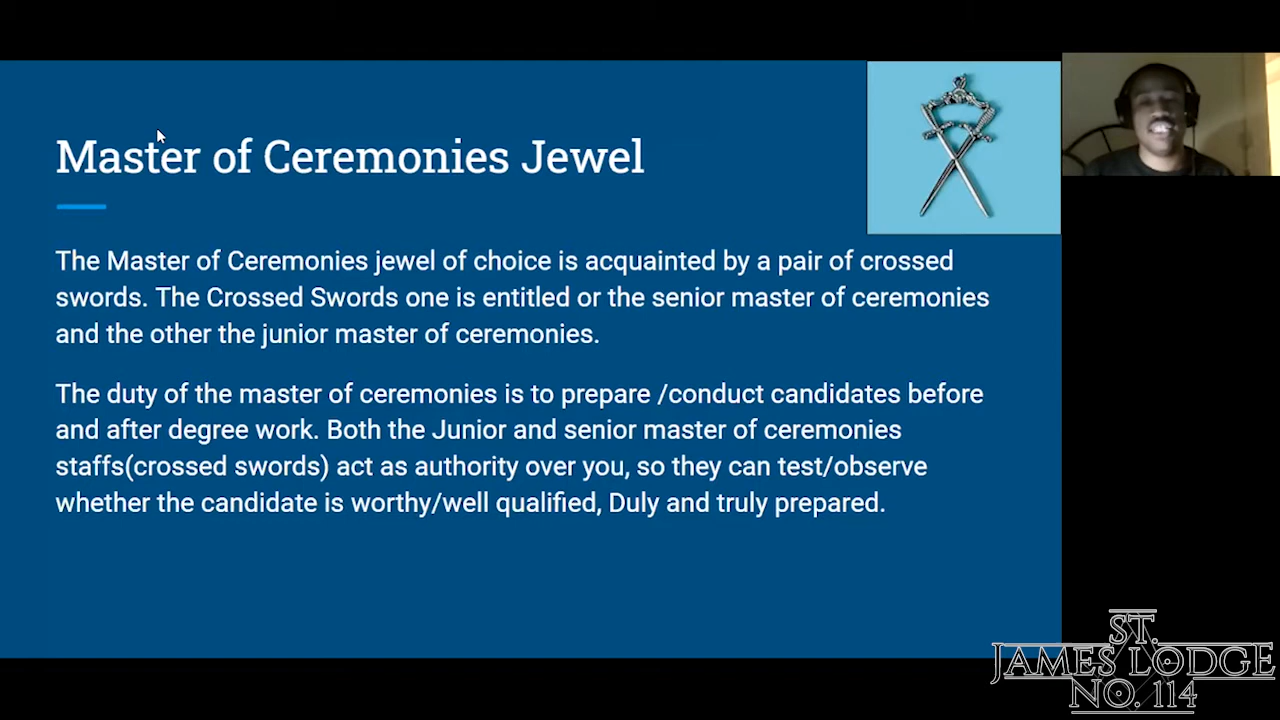 Master of Ceremonies Jewel
The Master of Ceremonies jewel of choice is acquainted by a pair of crossed
swords. The Crossed Swords one is entitled or the senior master of ceremonies
and the other the junior master of ceremonies.
The duty of the master of ceremonies is to prepare /conduct candidates before
and after degree work. Both the Junior and senior master of ceremonies
staffs(crossed swords) act as authority over you, so they can test/observe
whether the candidate is worthy/well qualified, Duly and truly prepared.
ST.
JAMES LODGE
NO. 114